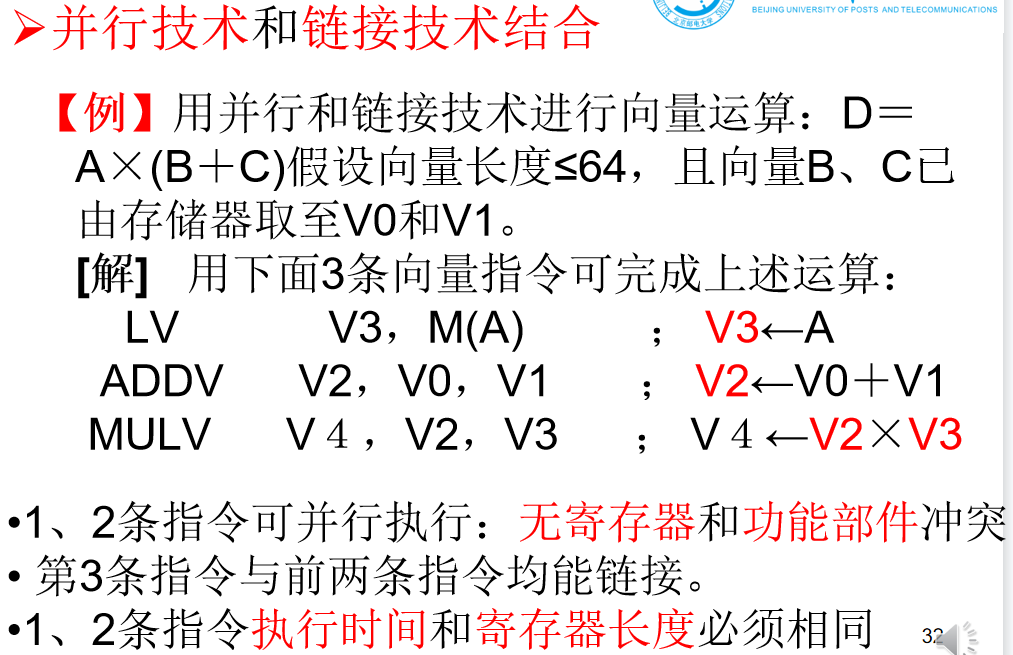 BEIJING UNIVERSITY OF POSTS AND TELECOMMUNICATIONS
➢并行技术和链接技术结合
【例】用并行和链接技术进行向量运算：D＝
A×(B＋C)假设向量长度≤64，且向量B、C已
由存储器取至V0和V1。
[解] 用下面3条向量指令可完成上述运算：
LV V3，M(A) ； V3←A
ADDV V2，V0，V1 ； V2←V0＋V1
MULV V４，V2，V3 ； V４←V2×V3
•1、2条指令可并行执行：无寄存器和功能部件冲突
• 第3条指令与前两条指令均能链接。
•1、2条指令执行时间和寄存器长度必须相同
32